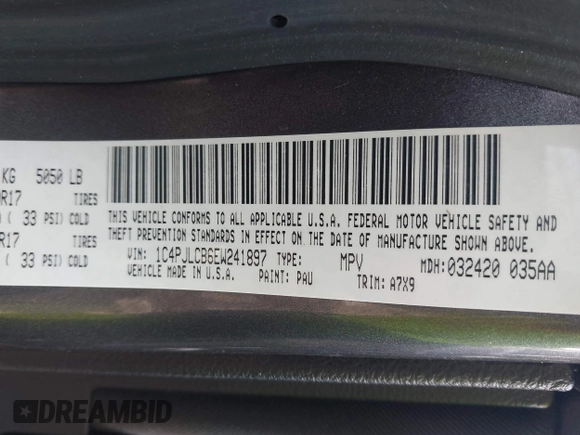 KG 5050 LB
R17 TIRES
( 33 PSI) COLD
R17 TIRES
( 33 PSI) COLD
THIS VEHICLE CONFORMS TO ALL APPLICABLE U.S.A. FEDERAL MOTOR VEHICLE SAFETY AND
THEFT PREVENTION STANDARDS IN EFFECT ON THE DATE OF MANUFACTURE SHOWN ABOVE.
VIN: 1C4PJLCB6EW241897 TYPE: MPV MDH: 032420 035AA
VEHICLE MADE IN U.S.A. PAINT: PAU TRIM: A7X9
DREAMBID